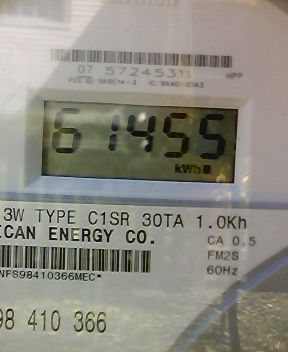 07 57245311 HPP
61455
kWh
3W TYPE C1SR 30TA 1.0Kh
ICAN ENERGY CO.
CA 0.5
FM2S
60Hz
NFS98410366MEC*
98 410 366